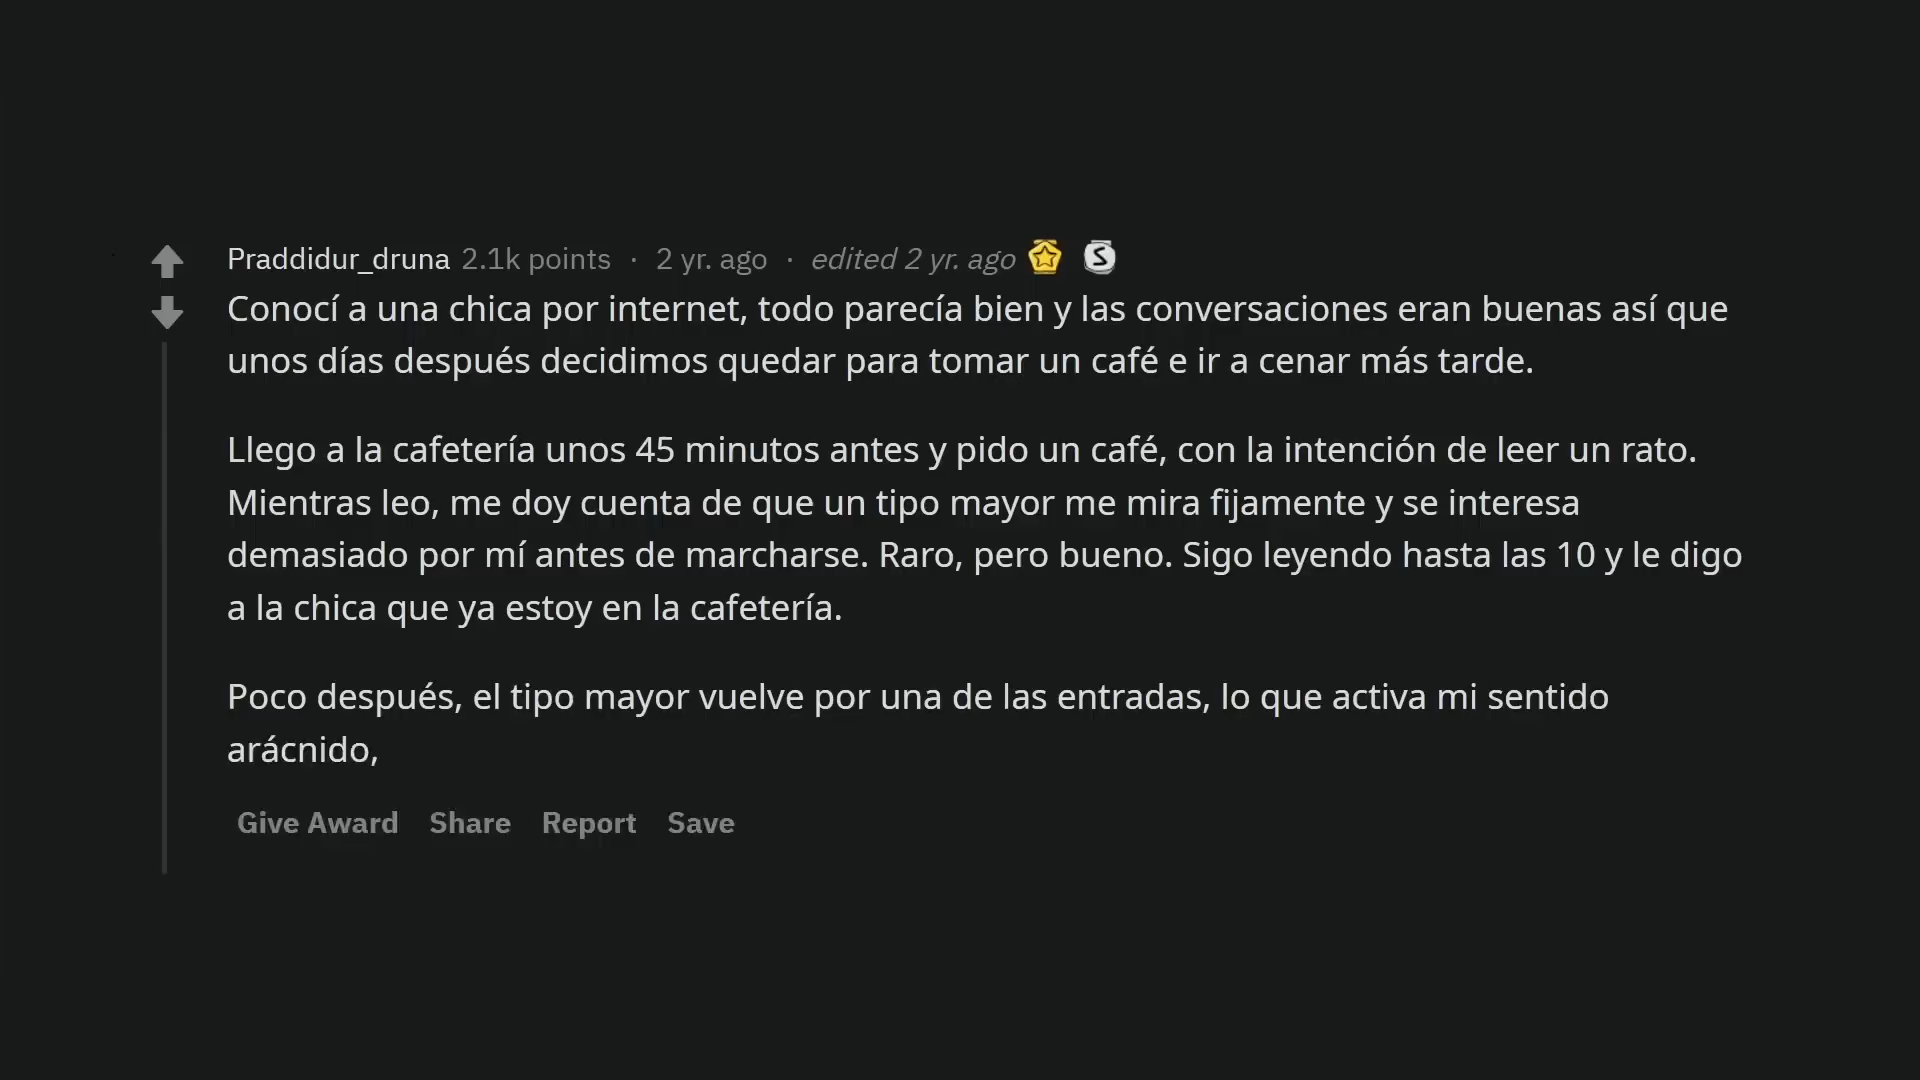 Praddidur_druna 2.1k points · 2 yr. ago · edited 2 yr. ago S
Conocí a una chica por internet, todo parecía bien y las conversaciones eran buenas así que
unos días después decidimos quedar para tomar un café e ir a cenar más tarde.
Llego a la cafetería unos 45 minutos antes y pido un café, con la intención de leer un rato.
Mientras leo, me doy cuenta de que un tipo mayor me mira fijamente y se interesa
demasiado por mí antes de marcharse. Raro, pero bueno. Sigo leyendo hasta las 10 y le digo
a la chica que ya estoy en la cafetería.
Poco después, el tipo mayor vuelve por una de las entradas, lo que activa mi sentido
arácnido,
Give Award Share Report Save